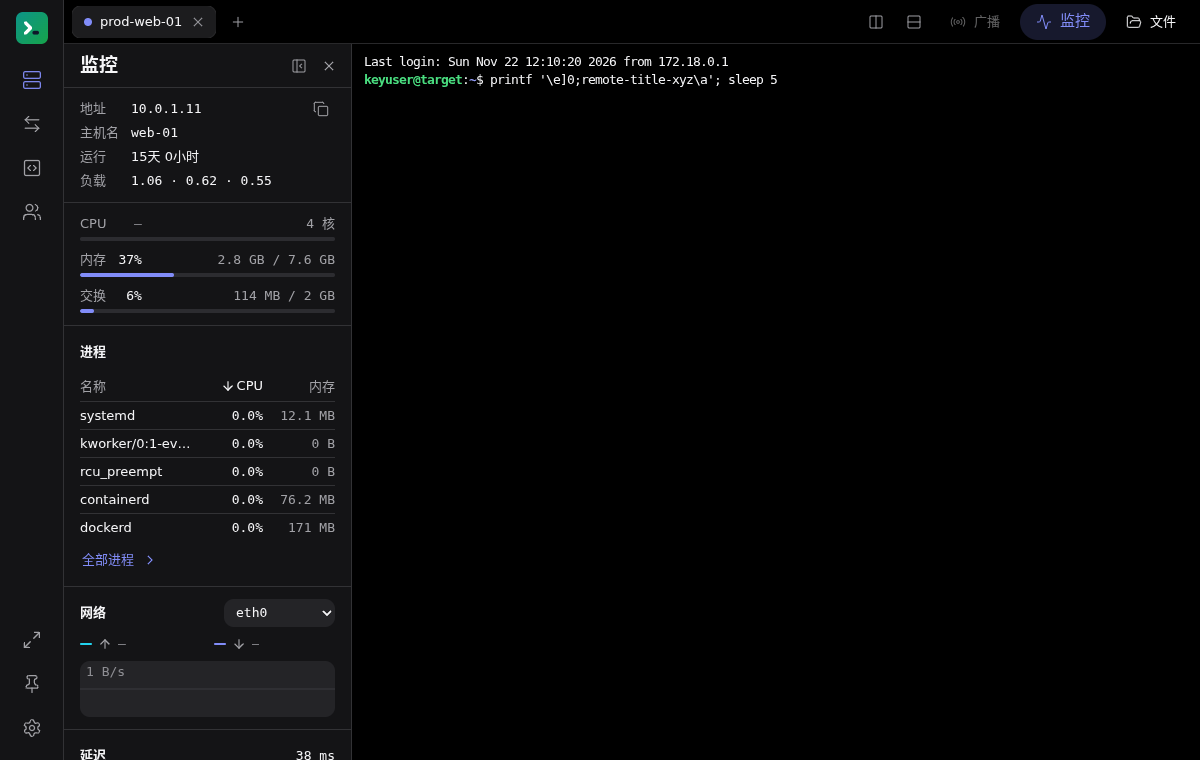 prod-web-01
广播
监控
文件
监控
地址 10.0.1.11
主机名 web-01
运行 15天 0小时
负载 1.06 · 0.62 · 0.55
CPU — 4 核
内存 37% 2.8 GB / 7.6 GB
交换 6% 114 MB / 2 GB
进程
名称 CPU 内存
systemd 0.0% 12.1 MB
kworker/0:1-ev… 0.0% 0 B
rcu_preempt 0.0% 0 B
containerd 0.0% 76.2 MB
dockerd 0.0% 171 MB
全部进程
网络 eth0
— —
1 B/s
延迟 38 ms
Last login: Sun Nov 22 12:10:20 2026 from 172.18.0.1
keyuser@target:~$ printf '\e]0;remote-title-xyz\a'; sleep 5